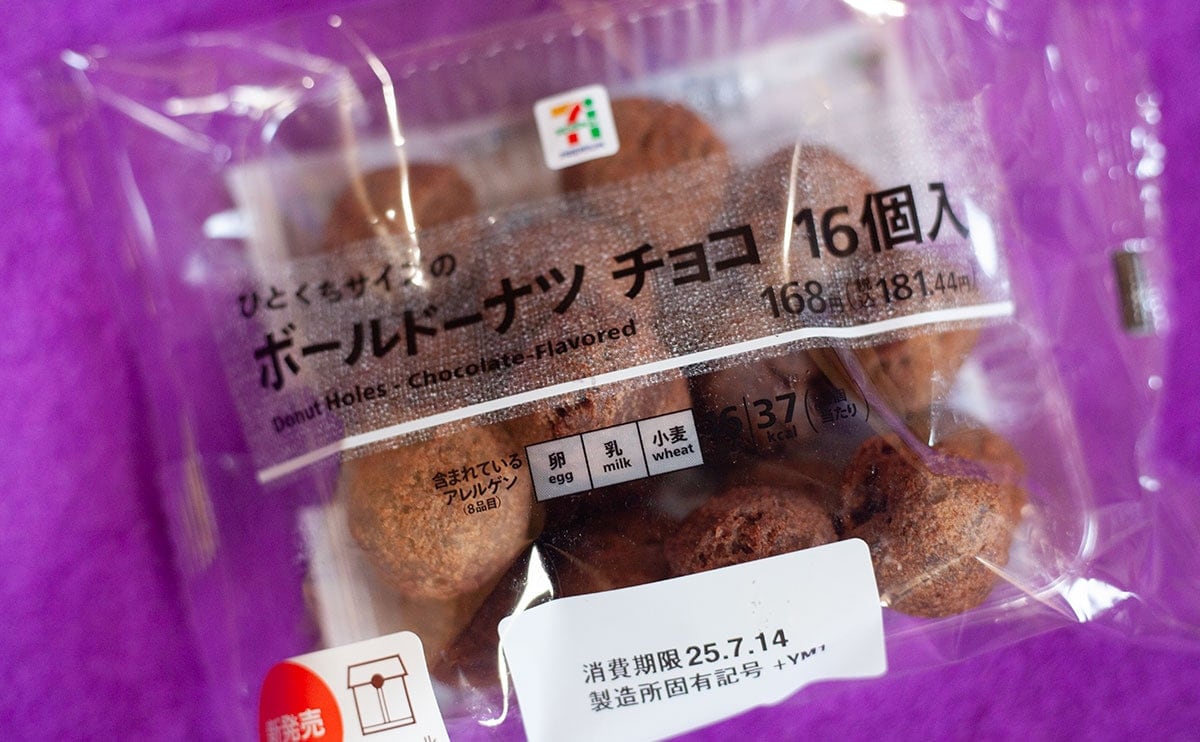 ひとくちサイズの
ボールドーナツ チョコ 16個入
168円(税込181.44円)
Donut Holes - Chocolate-Flavored
含まれている
アレルゲン
(8品目)
卵 乳 小麦
egg milk wheat
37
kcal
当たり
消費期限 25.7.14
製造所固有記号 +YM1
新発売